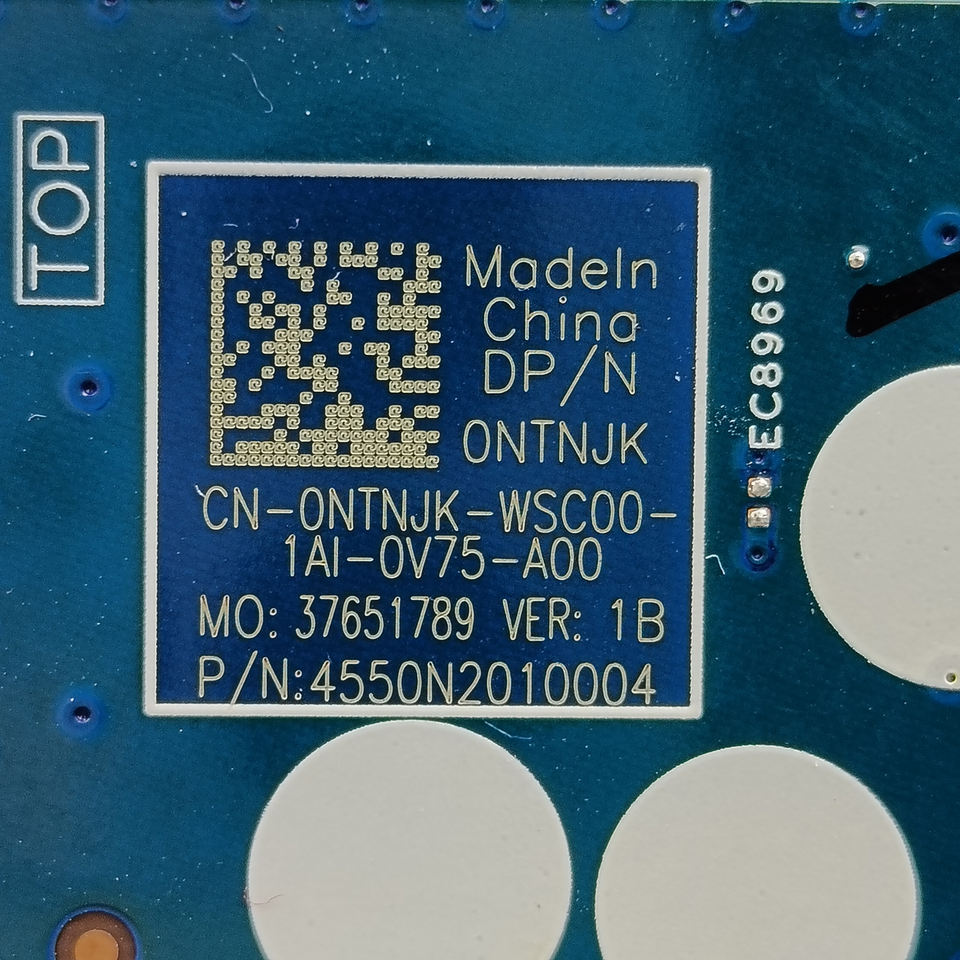 TOP
MadeIn
China
DP/N
0NTNJK
CN-0NTNJK-WSC00-
1AI-0V75-A00
MO: 37651789 VER: 1B
P/N:4550N2010004
EC8969